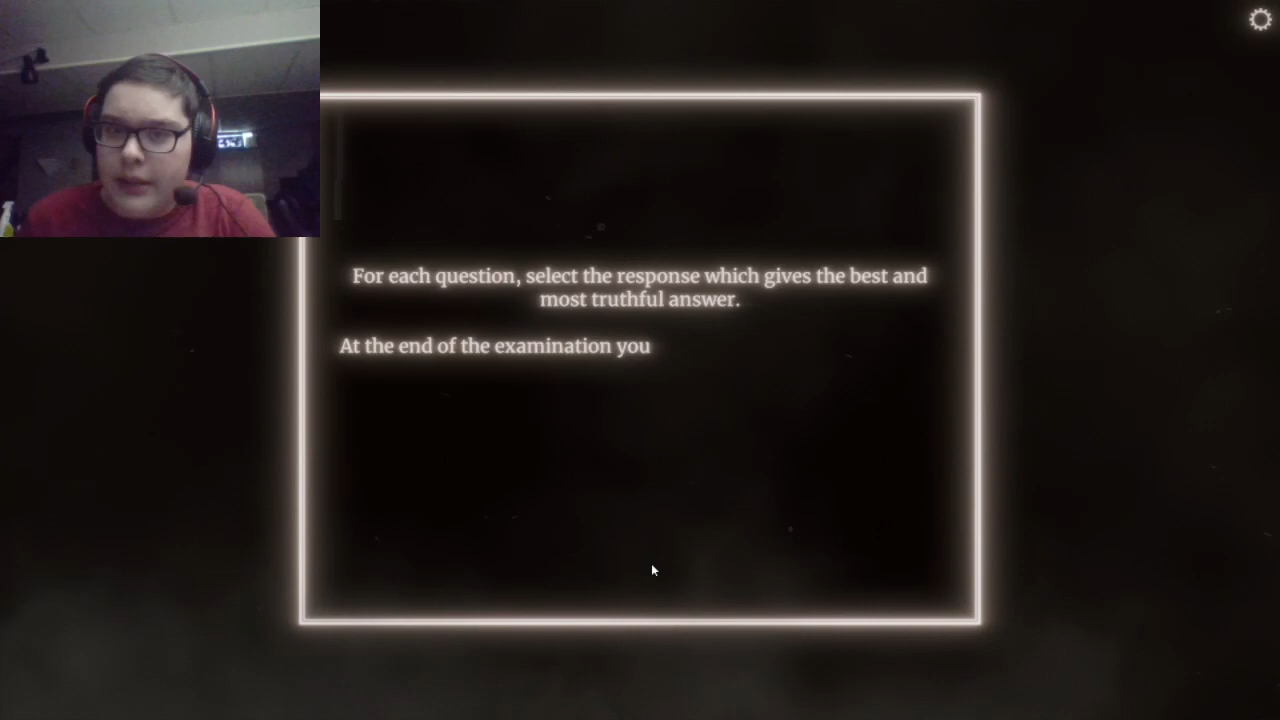 For each question, select the response which gives the best and
most truthful answer.
At the end of the examination you